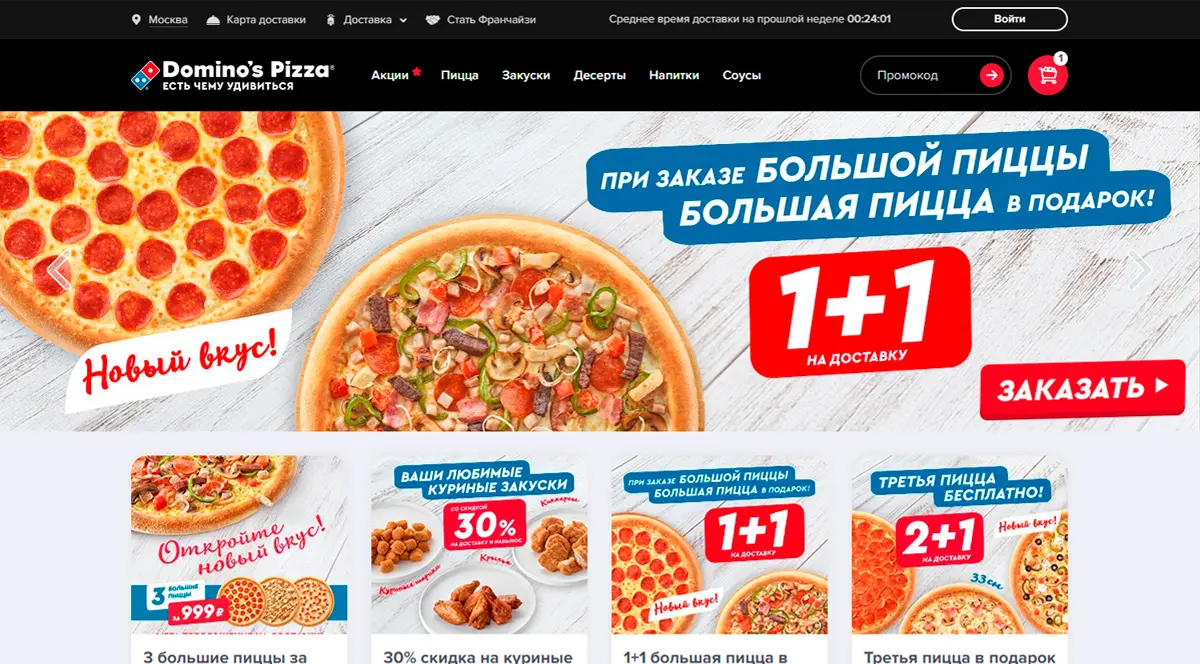 Москва
Карта доставки
Доставка
Стать Франчайзи
Среднее время доставки на прошлой неделе 00:24:01
Войти
Domino's Pizza®
ЕСТЬ ЧЕМУ УДИВИТЬСЯ
Акции
Пицца
Закуски
Десерты
Напитки
Соусы
Промокод
1
ПРИ ЗАКАЗЕ БОЛЬШОЙ ПИЦЦЫ
БОЛЬШАЯ ПИЦЦА В ПОДАРОК!
1+1
НА ДОСТАВКУ
Новый вкус!
ЗАКАЗАТЬ
Откройте
новый вкус!
3 БОЛЬШИЕ
ПИЦЦЫ
ЗА 999₽
3 большие пиццы за
ВАШИ ЛЮБИМЫЕ
КУРИНЫЕ ЗАКУСКИ
СО СКИДКОЙ
30%
НА ДОСТАВКУ И НАВЫНОС
Киккерсы
Крылья
Куриные шарики
30% скидка на куриные
ПРИ ЗАКАЗЕ БОЛЬШОЙ ПИЦЦЫ
БОЛЬШАЯ ПИЦЦА В ПОДАРОК!
1+1
НА ДОСТАВКУ
Новый вкус!
1+1 большая пицца в
ТРЕТЬЯ ПИЦЦА
БЕСПЛАТНО!
2+1
НА ДОСТАВКУ
Новый вкус!
33см
Третья пицца в подарок